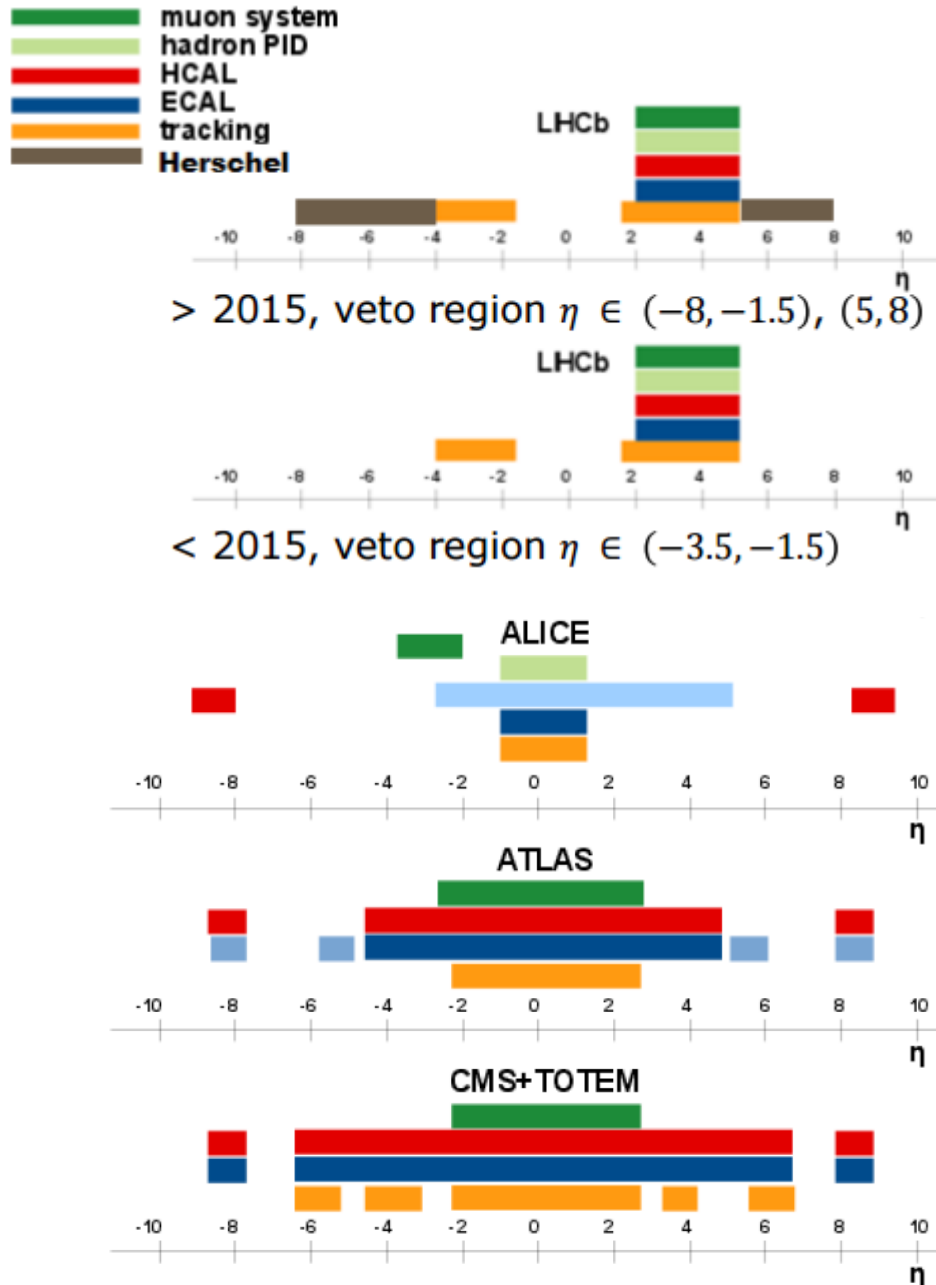 muon system
hadron PID
HCAL
ECAL
tracking
Herschel
LHCb
-10 -8 -6 -4 -2 0 2 4 6 8 10
η
> 2015, veto region η ∈ (−8, −1.5), (5,8)
LHCb
-10 -8 -6 -4 -2 0 2 4 6 8 10
η
< 2015, veto region η ∈ (−3.5, −1.5)
ALICE
-10 -8 -6 -4 -2 0 2 4 6 8 10
η
ATLAS
-10 -8 -6 -4 -2 0 2 4 6 8 10
η
CMS+TOTEM
-10 -8 -6 -4 -2 0 2 4 6 8 10
η